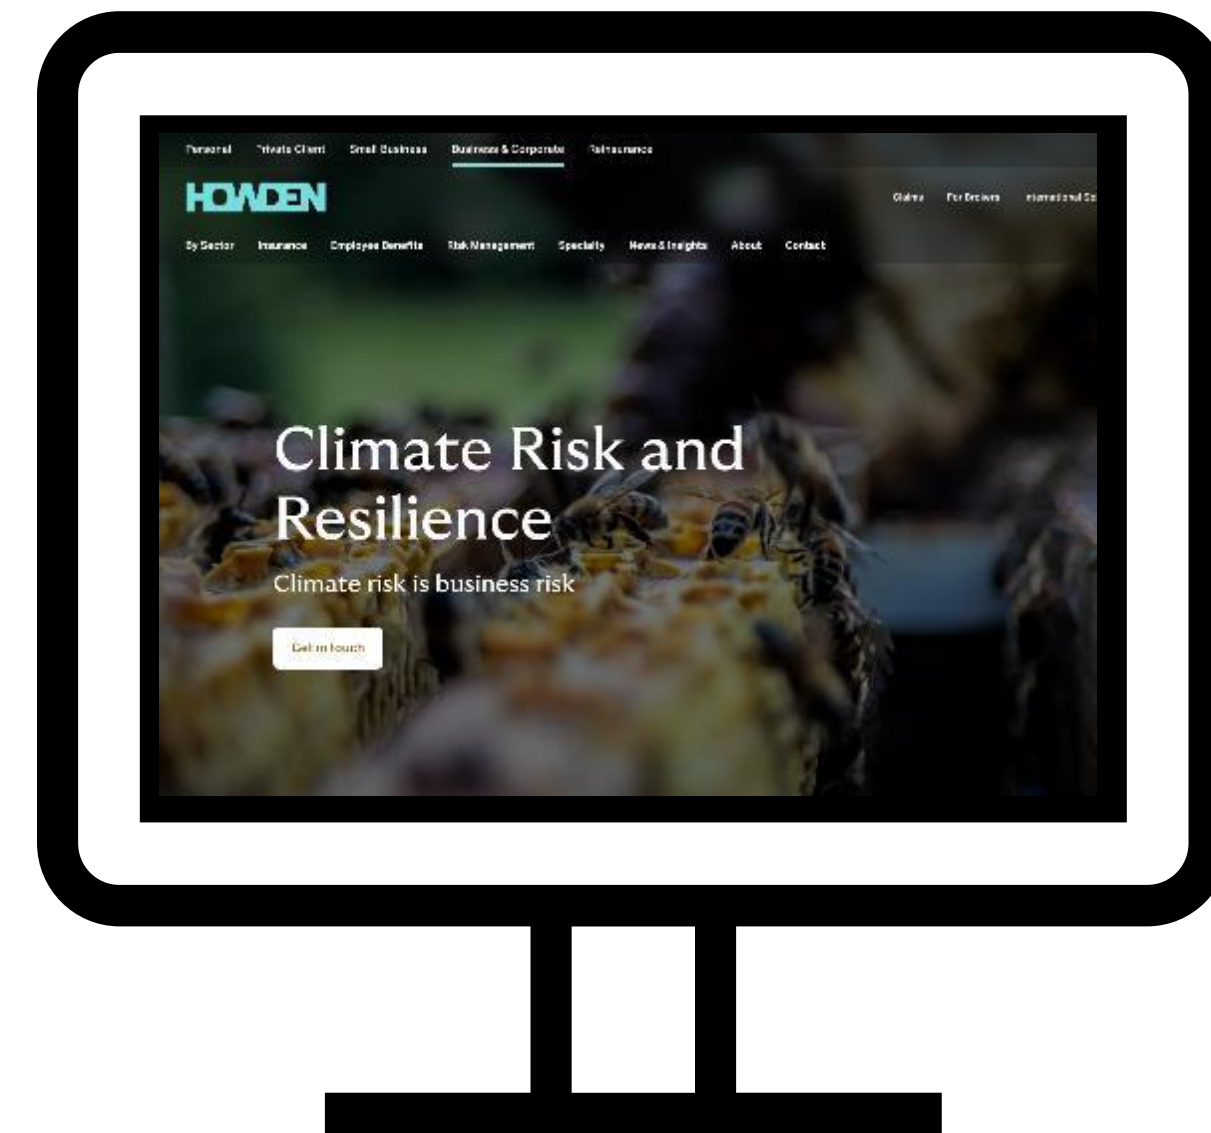 Personal Private Client Small Business Business & Corporate Reinsurance
HOWDEN
Claims For Brokers International
By Sector Insurance Employee Benefits Risk Management Specialty News & Insights About Contact
Climate Risk and
Resilience
Climate risk is business risk
Get in touch